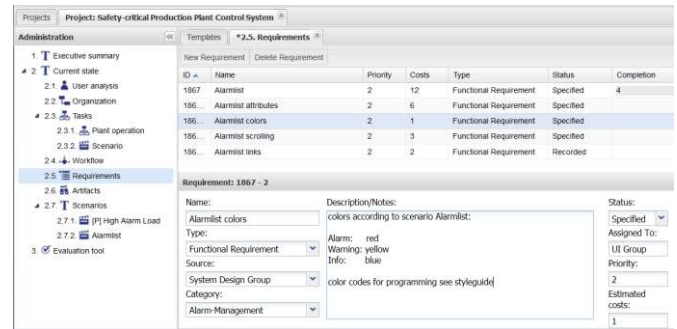 Projects Project: Safety-critical Production Plant Control System
Administration
Templates *2.5. Requirements
1. T Executive summary
2. T Current state
2.1. User analysis
2.2. Organization
2.3. Tasks
2.3.1. Plant operation
2.3.2. Scenario
2.4. Workflow
2.5. Requirements
2.6. Artifacts
2.7. T Scenarios
2.7.1. [P] High Alarm Load
2.7.2. Alarmlist
3. Evaluation tool
New Requirement Delete Requirement
ID Name Priority Costs Type Status Completion
1867 Alarmlist 2 12 Functional Requirement Specified 4
186... Alarmlist attributes 2 6 Functional Requirement Specified
186... Alarmlist colors 2 1 Functional Requirement Specified
186... Alarmlist scrolling 2 3 Functional Requirement Specified
186... Alarmlist links 2 2 Functional Requirement Recorded
Requirement: 1867 - 2
Name:
Alarmlist colors
Type:
Functional Requirement
Source:
System Design Group
Category:
Alarm-Management
Description/Notes:
colors according to scenario Alarmlist:
Alarm: red
Warning: yellow
Info: blue
color codes for programming see styleguide
Status:
Specified
Assigned To:
UI Group
Priority:
2
Estimated
costs:
1